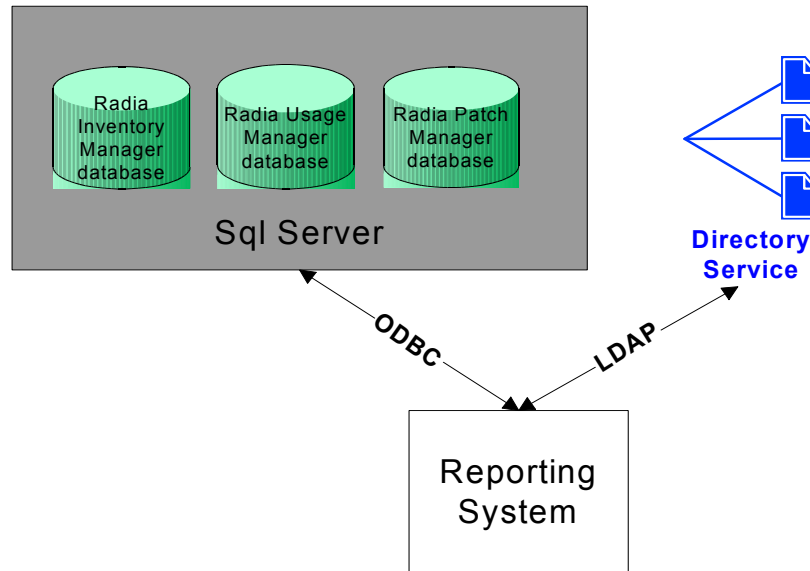 Radia
Inventory
Manager
database
Radia Usage
Manager
database
Radia Patch
Manager
database
Sql Server
Directory
Service
ODBC
LDAP
Reporting
System